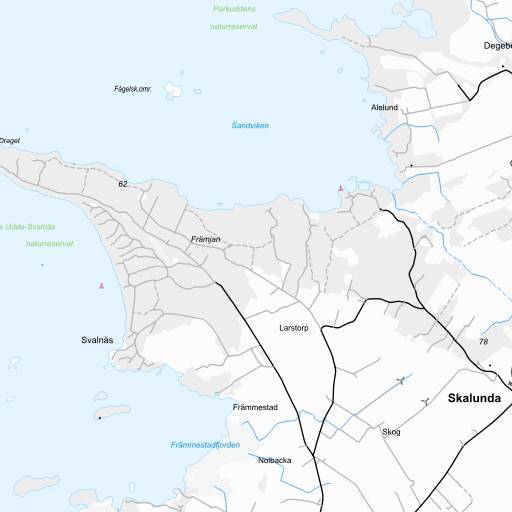 Parkuddens
naturreservat
Degeb
Fågelsk.omr.
Alelund
Sandviken
Draget
62
s Udde-Svalnäs
naturreservat
Främjan
Larstorp
Svalnäs
78
Skalunda
Främmestad
Skog
Främmestadfjorden
Nolbacka